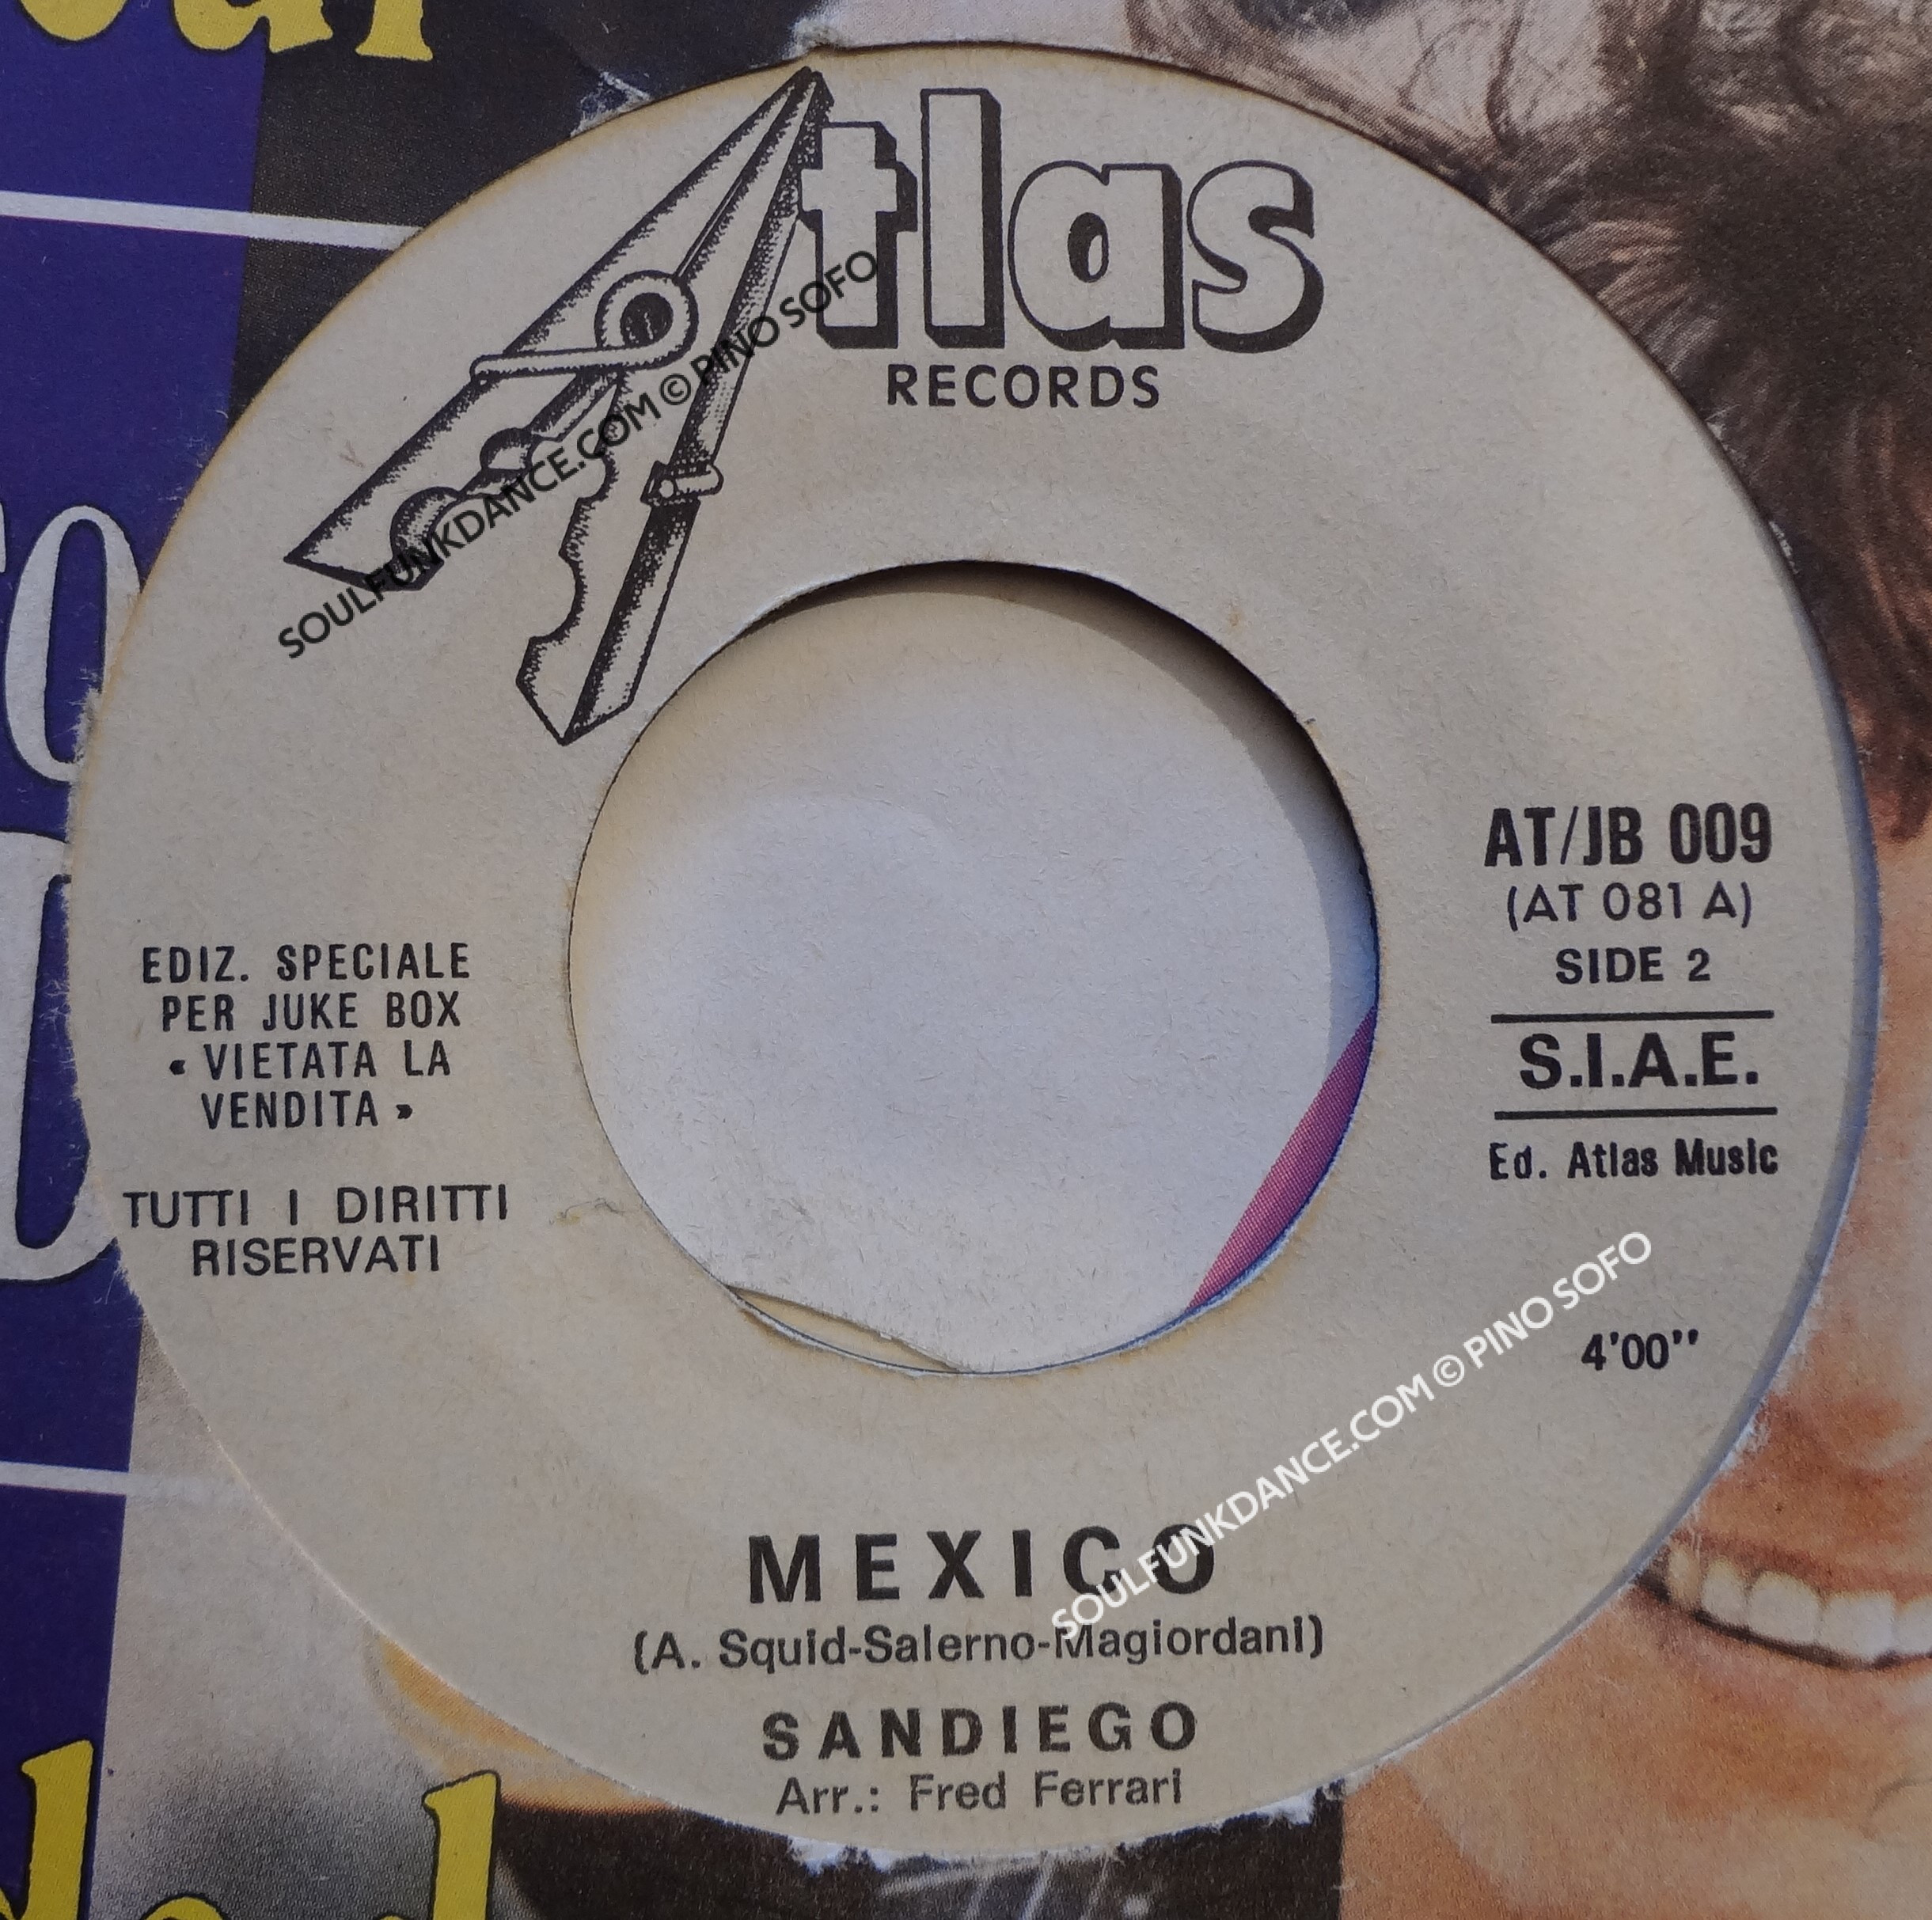 Atlas
RECORDS
SOULFUNKDANCE.COM © PINO SOFO
AT/JB 009
(AT 081 A)
SIDE 2
S.I.A.E.
Ed. Atlas Music
4'00''
EDIZ. SPECIALE
PER JUKE BOX
« VIETATA LA
VENDITA »
TUTTI I DIRITTI
RISERVATI
SOULFUNKDANCE.COM © PINO SOFO
MEXICO
(A. Squid-Salerno-Magiordani)
SANDIEGO
Arr.: Fred Ferrari